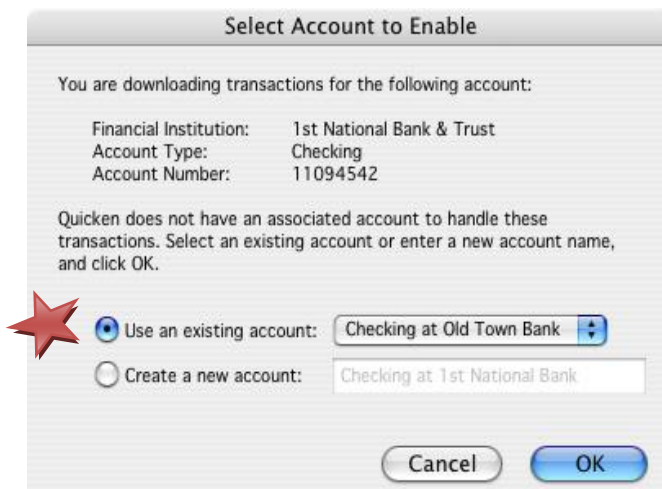 Select Account to Enable
You are downloading transactions for the following account:
Financial Institution: 1st National Bank & Trust
Account Type: Checking
Account Number: 11094542
Quicken does not have an associated account to handle these
transactions. Select an existing account or enter a new account name,
and click OK.
Use an existing account: Checking at Old Town Bank
Create a new account: Checking at 1st National Bank
Cancel OK